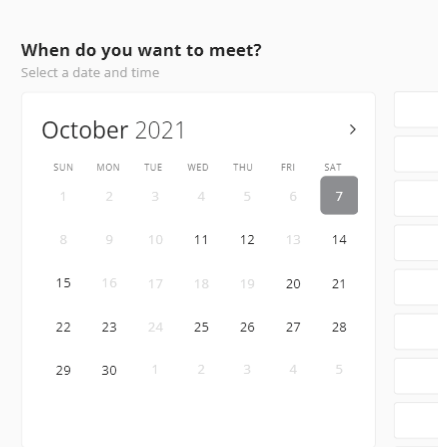 When do you want to meet?
Select a date and time
October 2021
SUN MON TUE WED THU FRI SAT
1 2 3 4 5 6 7
8 9 10 11 12 13 14
15 16 17 18 19 20 21
22 23 24 25 26 27 28
29 30 1 2 3 4 5